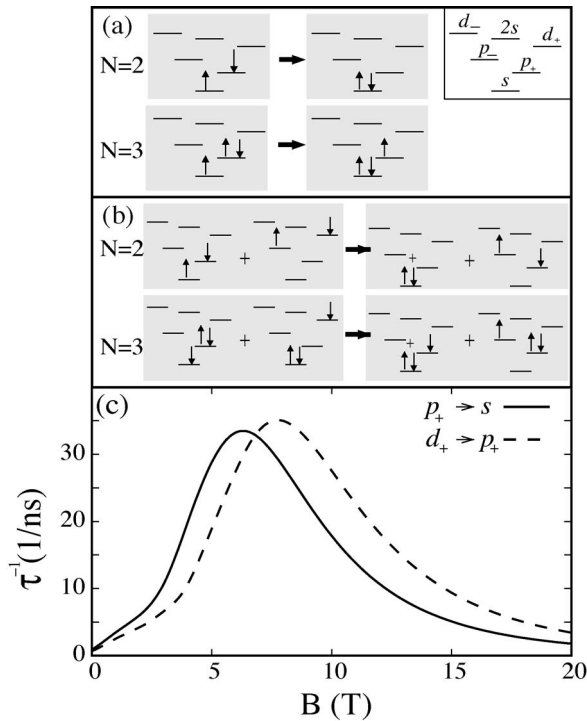 (a)
d₋ 2s d₊
p₋ p₊
s
N=2
N=3
(b)
N=2
+ + + +
N=3
+ + + +
(c)
p₊ → s
d₊ → p₊
30
20
10
0
τ⁻¹(1/ns)
0 5 10 15 20
B (T)